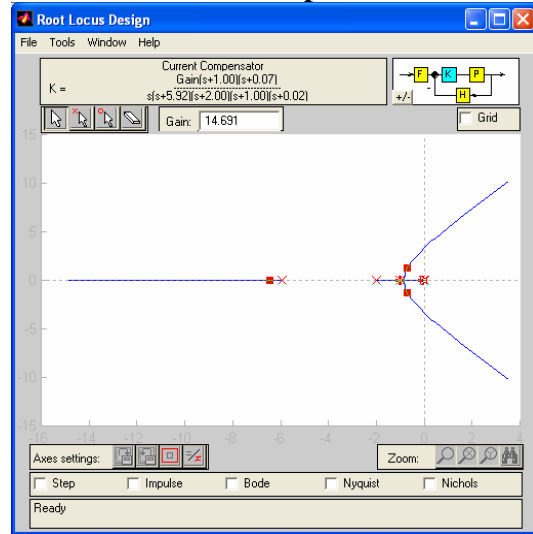 Root Locus Design
File Tools Window Help
Current Compensator
Gain(s+1.00)(s+0.07)
K =
s(s+5.92)(s+2.00)(s+1.00)(s+0.02)
F K P
H
+/-
-
Gain: 14.691
Grid
15
10
5
0
-5
-10
-15
-16 -14 -12 -10 -8 -6 -4 -2 0 2 4
Axes settings: Zoom:
Step Impulse Bode Nyquist Nichols
Ready